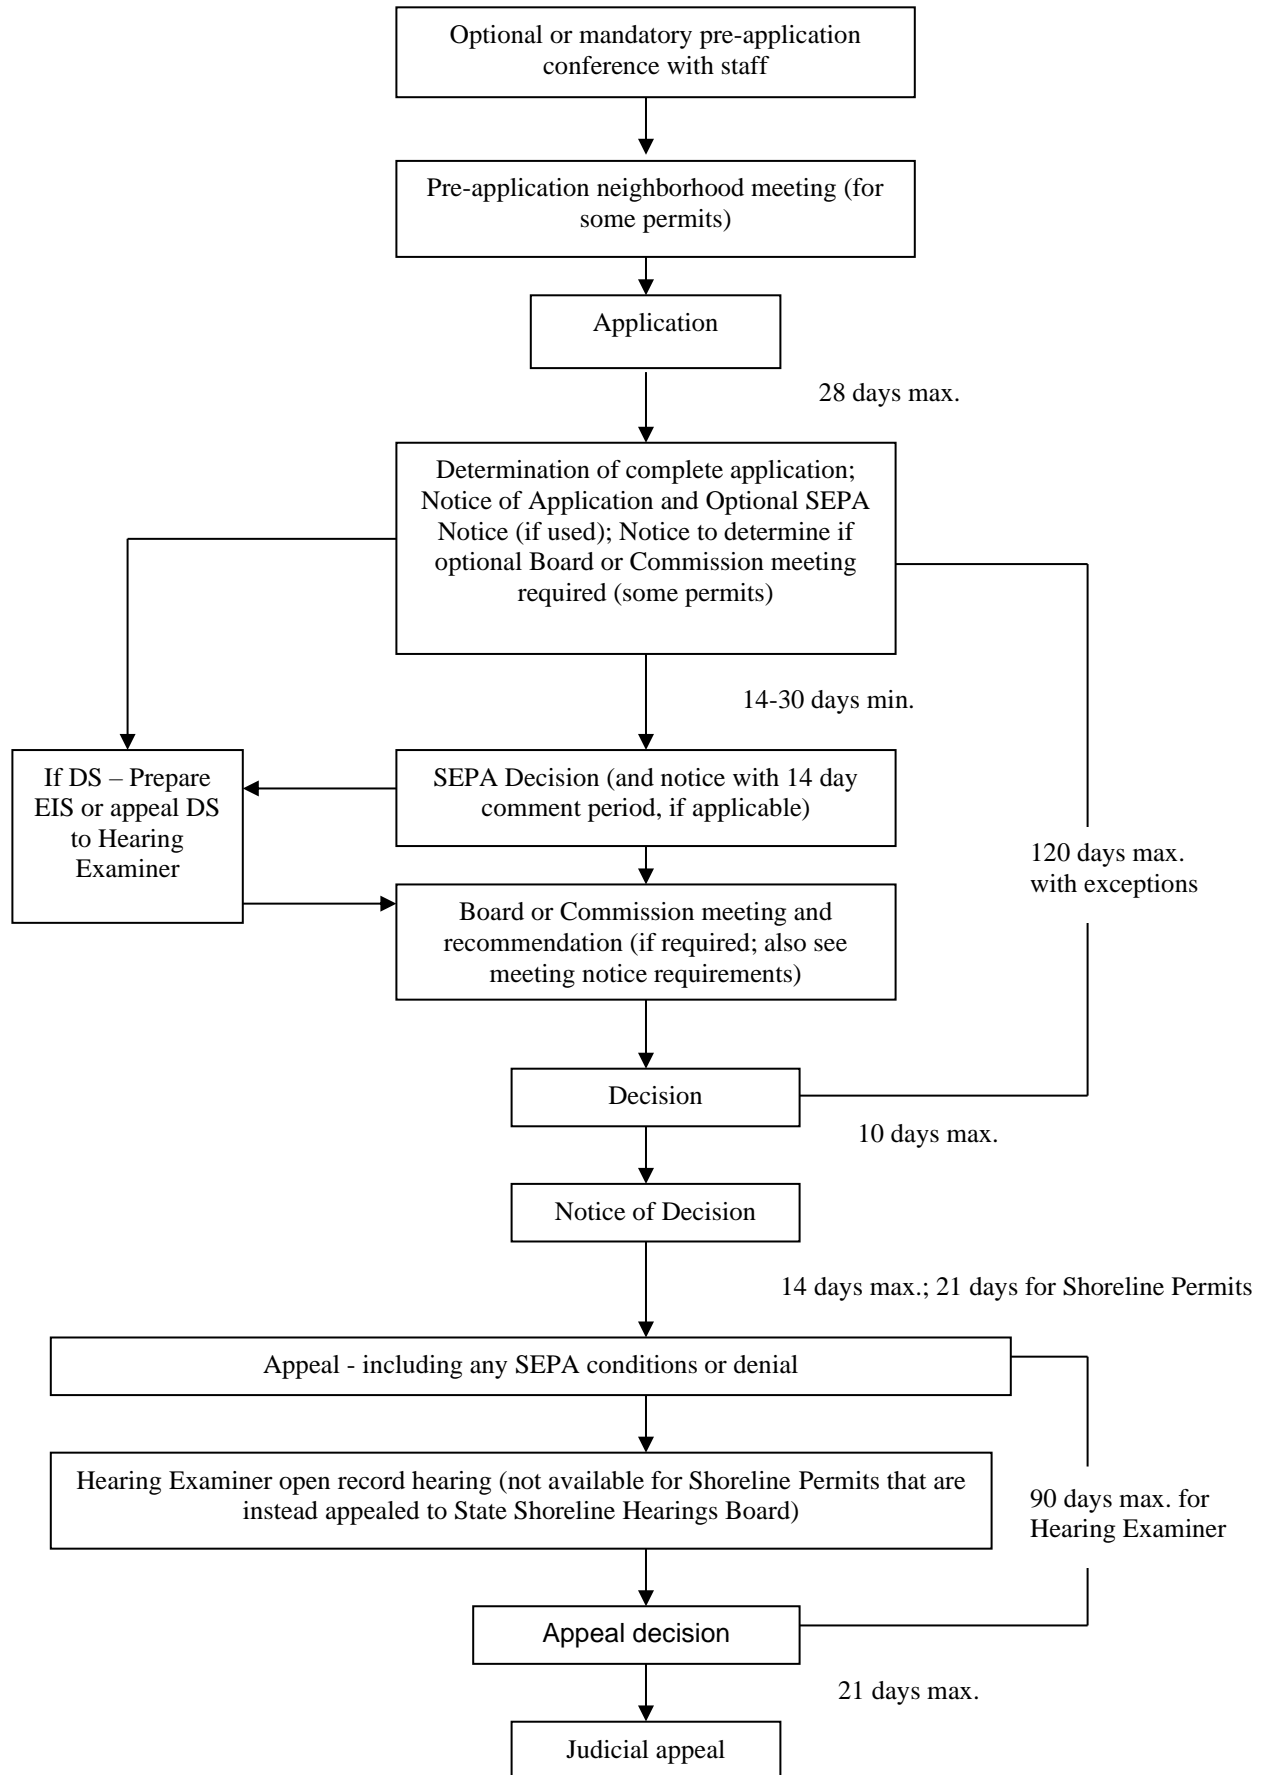 Optional or mandatory pre-application
conference with staff
Pre-application neighborhood meeting (for
some permits)
Application
28 days max.
Determination of complete application;
Notice of Application and Optional SEPA
Notice (if used); Notice to determine if
optional Board or Commission meeting
required (some permits)
14-30 days min.
If DS – Prepare
EIS or appeal DS
to Hearing
Examiner
SEPA Decision (and notice with 14 day
comment period, if applicable)
120 days max.
with exceptions
Board or Commission meeting and
recommendation (if required; also see
meeting notice requirements)
Decision
10 days max.
Notice of Decision
14 days max.; 21 days for Shoreline Permits
Appeal - including any SEPA conditions or denial
Hearing Examiner open record hearing (not available for Shoreline Permits that are
instead appealed to State Shoreline Hearings Board)
90 days max. for
Hearing Examiner
Appeal decision
21 days max.
Judicial appeal